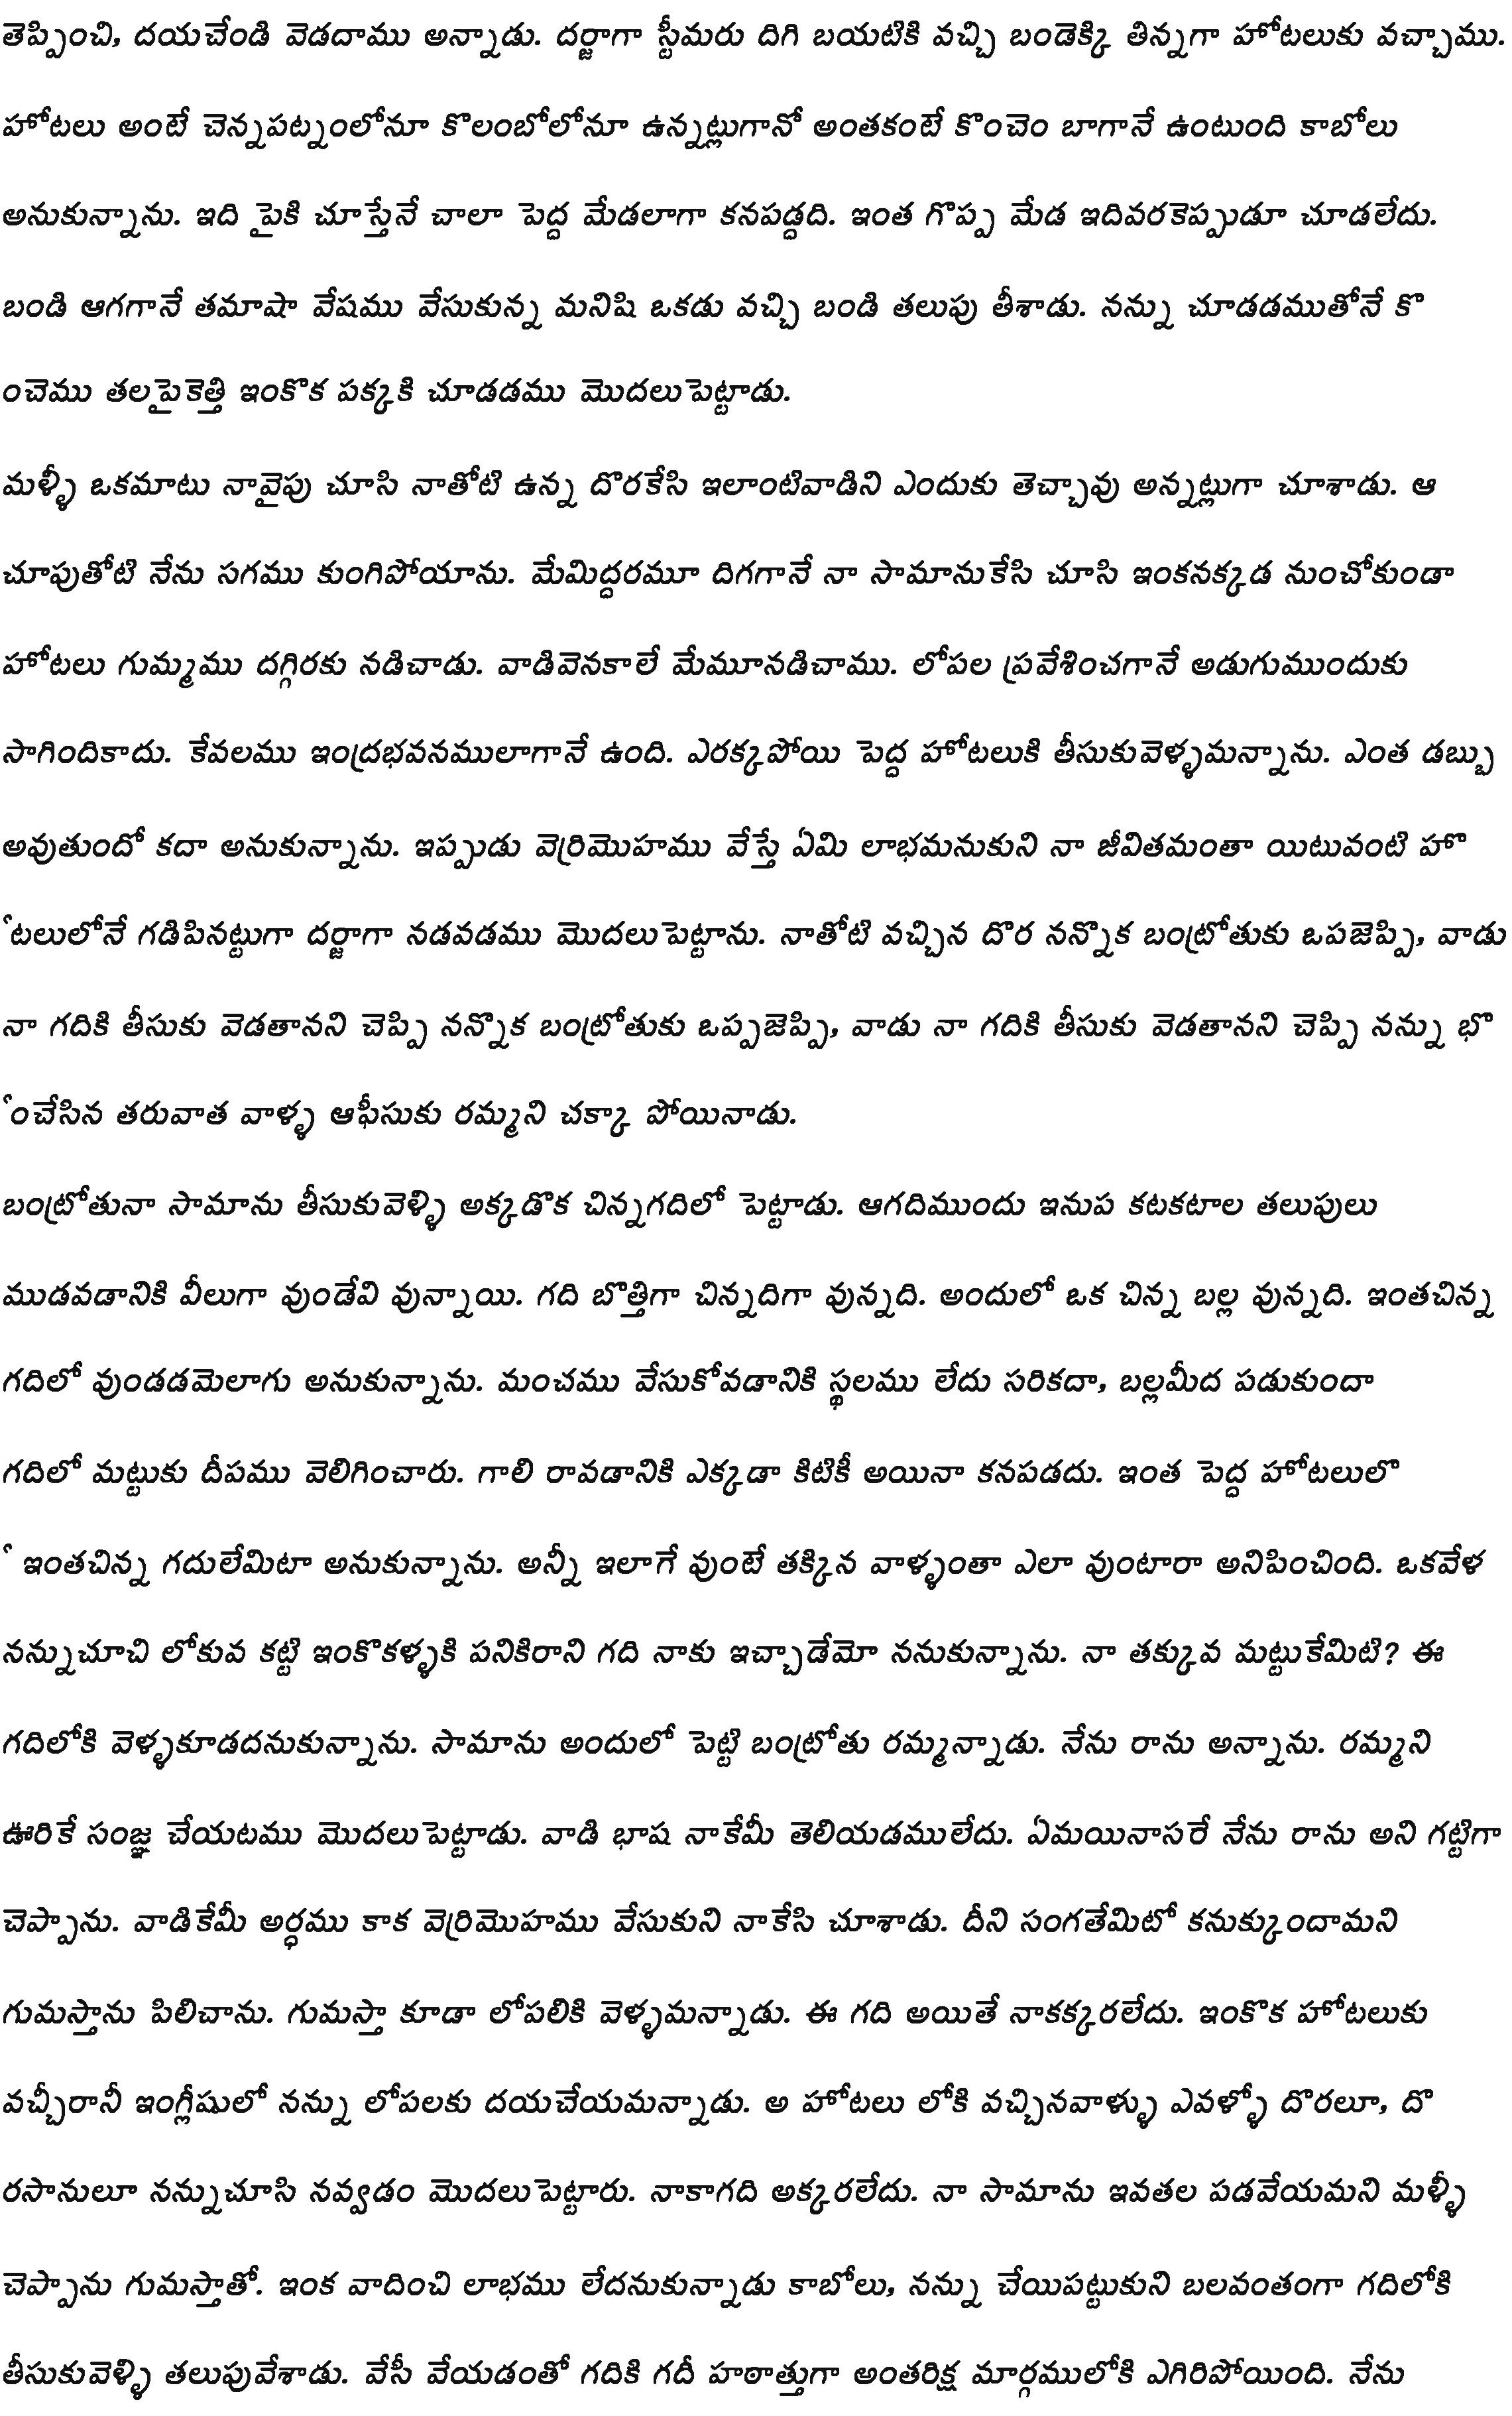 తెప్పించి, దయచేండి వెడదాము అన్నాడు. దర్జాగా స్టీమరు దిగి బయటికి వచ్చి బండెక్కి తిన్నగా హోటలుకు వచ్చాము.
హోటలు అంటే చెన్నపట్నంలోనూ కొలంబోలోనూ ఉన్నట్లుగానో అంతకంటే కొంచెం బాగానే ఉంటుంది కాబోలు
అనుకున్నాను. ఇది పైకి చూస్తేనే చాలా పెద్ద మేడలాగా కనపడ్డది. ఇంత గొప్ప మేడ ఇదివరకెప్పుడూ చూడలేదు.
బండి ఆగగానే తమాషా వేషము వేసుకున్న మనిషి ఒకడు వచ్చి బండి తలుపు తీశాడు. నన్ను చూడడముతోనే కొ
ంచెము తలపైకెత్తి ఇంకొక పక్కకి చూడడము మొదలుపెట్టాడు.
మళ్ళీ ఒకమాటు నావైపు చూసి నాతోటి ఉన్న దొరకేసి ఇలాంటివాడిని ఎందుకు తెచ్చావు అన్నట్లుగా చూశాడు. ఆ
చూపుతోటి నేను సగము కుంగిపోయాను. మేమిద్దరమూ దిగగానే నా సామానుకేసి చూసి ఇంకనక్కడ నుంచోకుండా
హోటలు గుమ్మము దగ్గిరకు నడిచాడు. వాడివెనకాలే మేమూనడిచాము. లోపల ప్రవేశించగానే అడుగుముందుకు
సాగిందికాదు. కేవలము ఇంద్రభవనములాగానే ఉంది. ఎరక్కపోయి పెద్ద హోటలుకి తీసుకువెళ్ళమన్నాను. ఎంత డబ్బు
అవుతుందో కదా అనుకున్నాను. ఇప్పుడు వెర్రిమొహము వేస్తే ఏమి లాభమనుకుని నా జీవితమంతా యిటువంటి హొ
ేటలులోనే గడిపినట్టుగా దర్జాగా నడవడము మొదలుపెట్టాను. నాతోటి వచ్చిన దొర నన్నొక బంట్రోతుకు ఒపజెప్పి, వాడు
నా గదికి తీసుకు వెడతానని చెప్పి నన్నొక బంట్రోతుకు ఒప్పజెప్పి, వాడు నా గదికి తీసుకు వెడతానని చెప్పి నన్ను భొ
ేంచేసిన తరువాత వాళ్ళ ఆఫీసుకు రమ్మని చక్కా పోయినాడు.
బంట్రోతునా సామాను తీసుకువెళ్ళి అక్కడొక చిన్నగదిలో పెట్టాడు. ఆగదిముందు ఇనుప కటకటాల తలుపులు
ముడవడానికి వీలుగా వుండేవి వున్నాయి. గది బొత్తిగా చిన్నదిగా వున్నది. అందులో ఒక చిన్న బల్ల వున్నది. ఇంతచిన్న
గదిలో వుండడమెలాగు అనుకున్నాను. మంచము వేసుకోవడానికి స్థలము లేదు సరికదా, బల్లమీద పడుకుందా
గదిలో మట్టుకు దీపము వెలిగించారు. గాలి రావడానికి ఎక్కడా కిటికీ అయినా కనపడదు. ఇంత పెద్ద హోటలులొ
ే ఇంతచిన్న గదులేమిటా అనుకున్నాను. అన్నీ ఇలాగే వుంటే తక్కిన వాళ్ళంతా ఎలా వుంటారా అనిపించింది. ఒకవేళ
నన్నుచూచి లోకువ కట్టి ఇంకొకళ్ళకి పనికిరాని గది నాకు ఇచ్చాడేమో ననుకున్నాను. నా తక్కువ మట్టుకేమిటి? ఈ
గదిలోకి వెళ్ళకూడదనుకున్నాను. సామాను అందులో పెట్టి బంట్రోతు రమ్మన్నాడు. నేను రాను అన్నాను. రమ్మని
ఊరికే సంజ్ఞ చేయటము మొదలుపెట్టాడు. వాడి భాష నాకేమీ తెలియడములేదు. ఏమయినాసరే నేను రాను అని గట్టిగా
చెప్పాను. వాడికేమీ అర్ధము కాక వెర్రిమొహము వేసుకుని నాకేసి చూశాడు. దీని సంగతేమిటో కనుక్కుందామని
గుమస్తాను పిలిచాను. గుమస్తా కూడా లోపలికి వెళ్ళమన్నాడు. ఈ గది అయితే నాకక్కరలేదు. ఇంకొక హోటలుకు
వచ్చీరానీ ఇంగ్లీషులో నన్ను లోపలకు దయచేయమన్నాడు. అ హోటలు లోకి వచ్చినవాళ్ళు ఎవళ్ళో దొరలూ, దొ
రసానులూ నన్నుచూసి నవ్వడం మొదలుపెట్టారు. నాకాగది అక్కరలేదు. నా సామాను ఇవతల పడవేయమని మళ్ళీ
చెప్పాను గుమస్తాతో. ఇంక వాదించి లాభము లేదనుకున్నాడు కాబోలు, నన్ను చేయిపట్టుకుని బలవంతంగా గదిలోకి
తీసుకువెళ్ళి తలుపువేశాడు. వేసీ వేయడంతో గదికి గదీ హఠాత్తుగా అంతరిక్ష మార్గములోకి ఎగిరిపోయింది. నేను